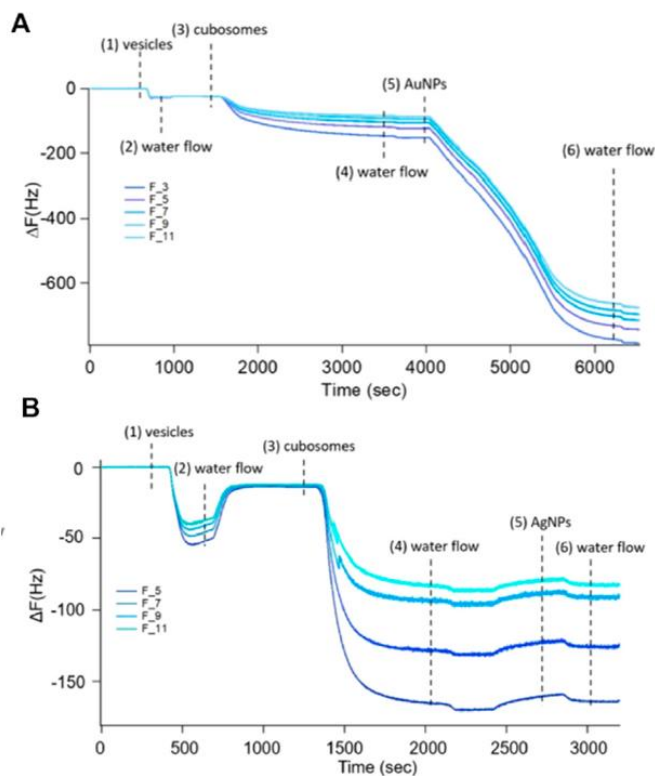 A
(3) cubosomes
(1) vesicles
(5) AuNPs
(2) water flow
(4) water flow
(6) water flow
0
-200
-400
-600
ΔF(Hz)
F_3
F_5
F_7
F_9
F_11
0 1000 2000 3000 4000 5000 6000
Time (sec)
B
(1) vesicles
(2) water flow
(3) cubosomes
(4) water flow
(5) AgNPs
(6) water flow
0
-50
-100
-150
ΔF(Hz)
F_5
F_7
F_9
F_11
0 500 1000 1500 2000 2500 3000
Time (sec)